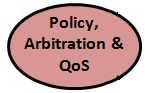 Policy,
Arbitration &
QoS